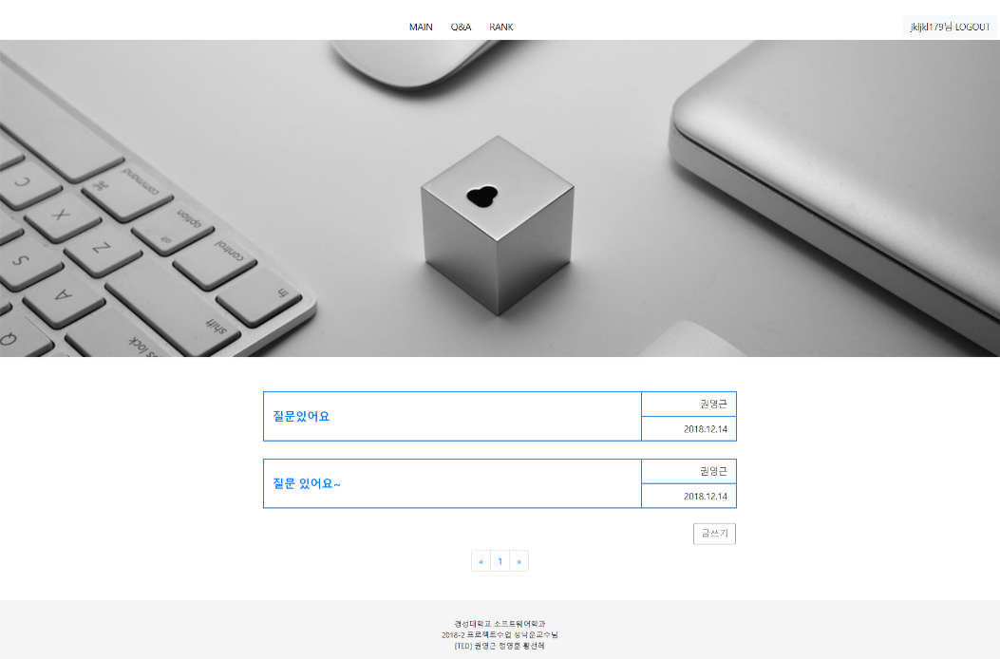 MAIN Q&A RANK jkljkl179님 LOGOUT
command
option
control
fn
shift
C
X
Z
S
A
Q
질문있어요
권영근
2018.12.14
질문 있어요~
권영근
2018.12.14
글쓰기
« 1 »
경성대학교 소프트웨어학과
2018-2 프로젝트수업 성낙운교수님
[TED] 권영근 정영훈 황선혜